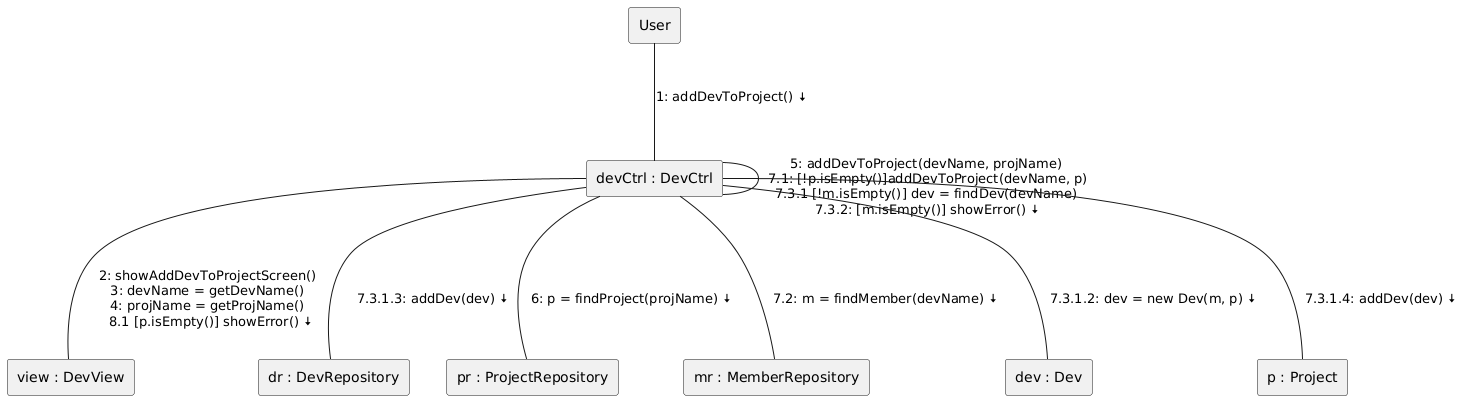 User
1: addDevToProject() ↓
5: addDevToProject(devName, projName)
7.1: [!p.isEmpty()]addDevToProject(devName, p)
7.3.1 [!m.isEmpty()] dev = findDev(devName)
7.3.2: [m.isEmpty()] showError() ↓
devCtrl : DevCtrl
2: showAddDevToProjectScreen()
3: devName = getDevName()
4: projName = getProjName()
8.1 [p.isEmpty()] showError() ↓
7.3.1.3: addDev(dev) ↓
6: p = findProject(projName) ↓
7.2: m = findMember(devName) ↓
7.3.1.2: dev = new Dev(m, p) ↓
7.3.1.4: addDev(dev) ↓
view : DevView
dr : DevRepository
pr : ProjectRepository
mr : MemberRepository
dev : Dev
p : Project